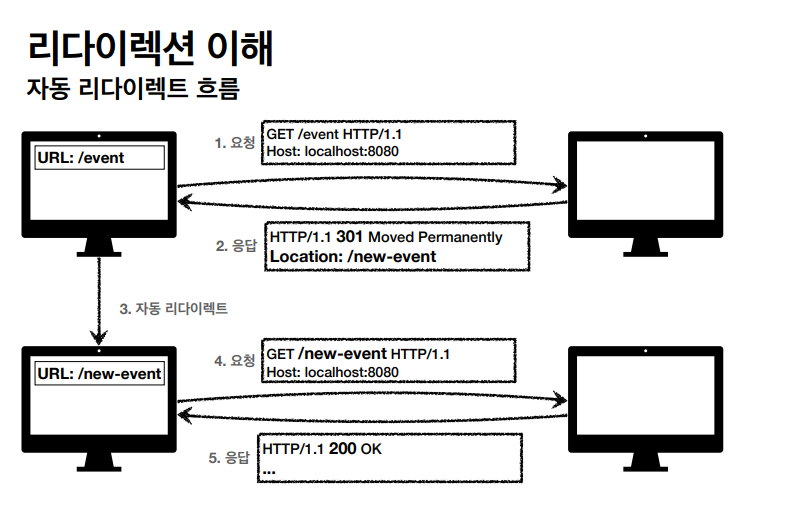 리다이렉션 이해
자동 리다이렉트 흐름
URL: /event
1. 요청
GET /event HTTP/1.1
Host: localhost:8080
2. 응답
HTTP/1.1 301 Moved Permanently
Location: /new-event
3. 자동 리다이렉트
URL: /new-event
4. 요청
GET /new-event HTTP/1.1
Host: localhost:8080
5. 응답
HTTP/1.1 200 OK
...